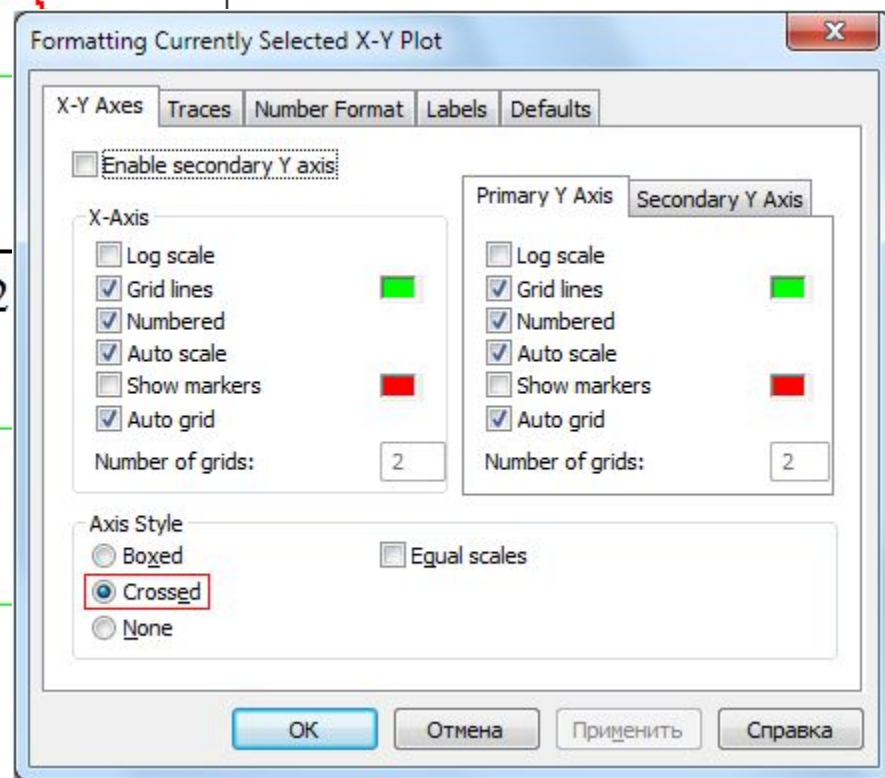 Formatting Currently Selected X-Y Plot
X-Y Axes Traces Number Format Labels Defaults
Enable secondary Y axis
X-Axis
Log scale
Grid lines
Numbered
Auto scale
Show markers
Auto grid
Number of grids: 2
Primary Y Axis Secondary Y Axis
Log scale
Grid lines
Numbered
Auto scale
Show markers
Auto grid
Number of grids: 2
Axis Style
Boxed
Crossed
None
Equal scales
OK Отмена Применить Справка
2